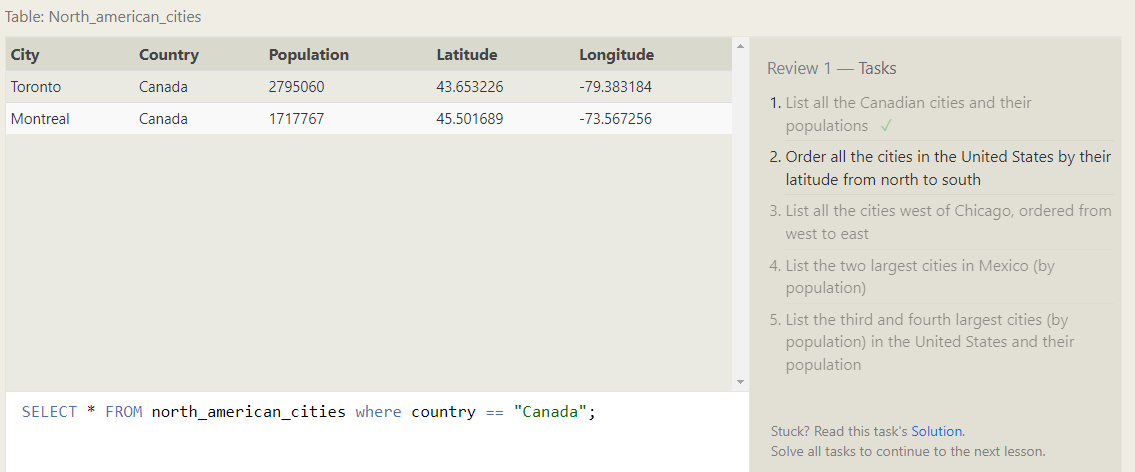 Table: North_american_cities
City Country Population Latitude Longitude
Toronto Canada 2795060 43.653226 -79.383184
Montreal Canada 1717767 45.501689 -73.567256
SELECT * FROM north_american_cities where country == "Canada";
Review 1 — Tasks
1. List all the Canadian cities and their
populations ✓
2. Order all the cities in the United States by their
latitude from north to south
3. List all the cities west of Chicago, ordered from
west to east
4. List the two largest cities in Mexico (by
population)
5. List the third and fourth largest cities (by
population) in the United States and their
population
Stuck? Read this task's Solution.
Solve all tasks to continue to the next lesson.